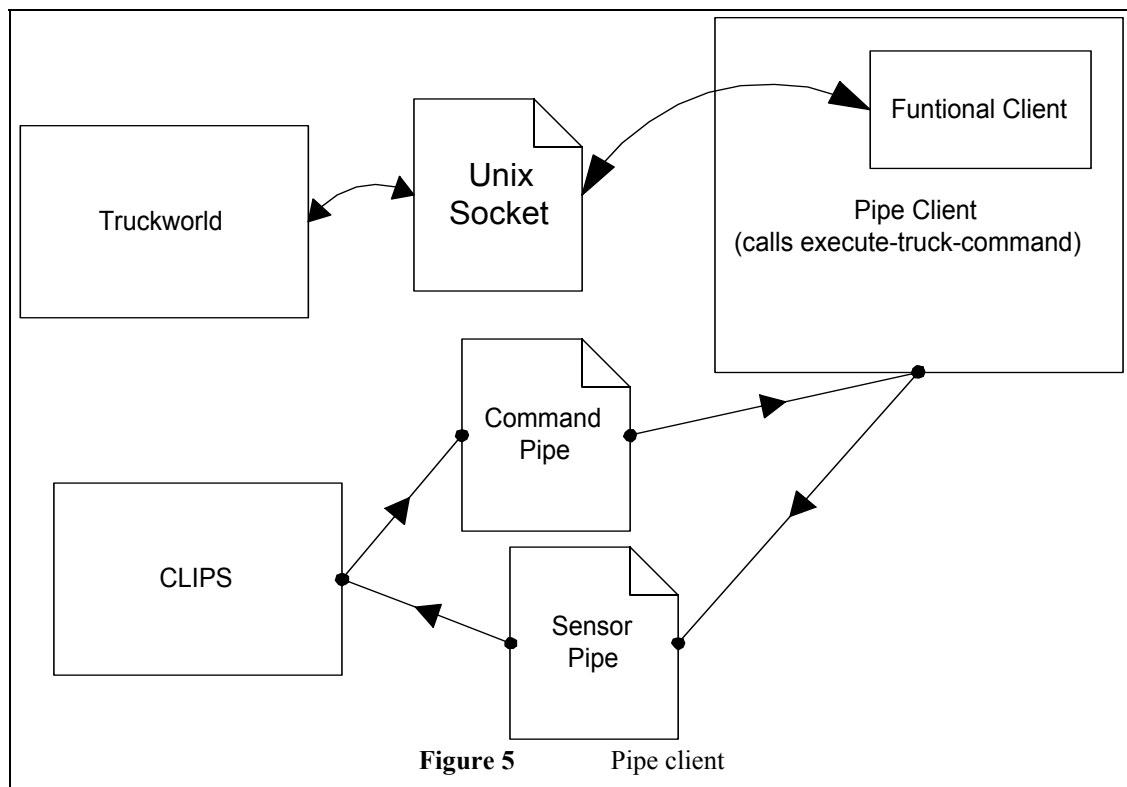 Funtional Client
Unix
Socket
Truckworld
Pipe Client
(calls execute-truck-command)
Command
Pipe
CLIPS
Sensor
Pipe
Figure 5 Pipe client